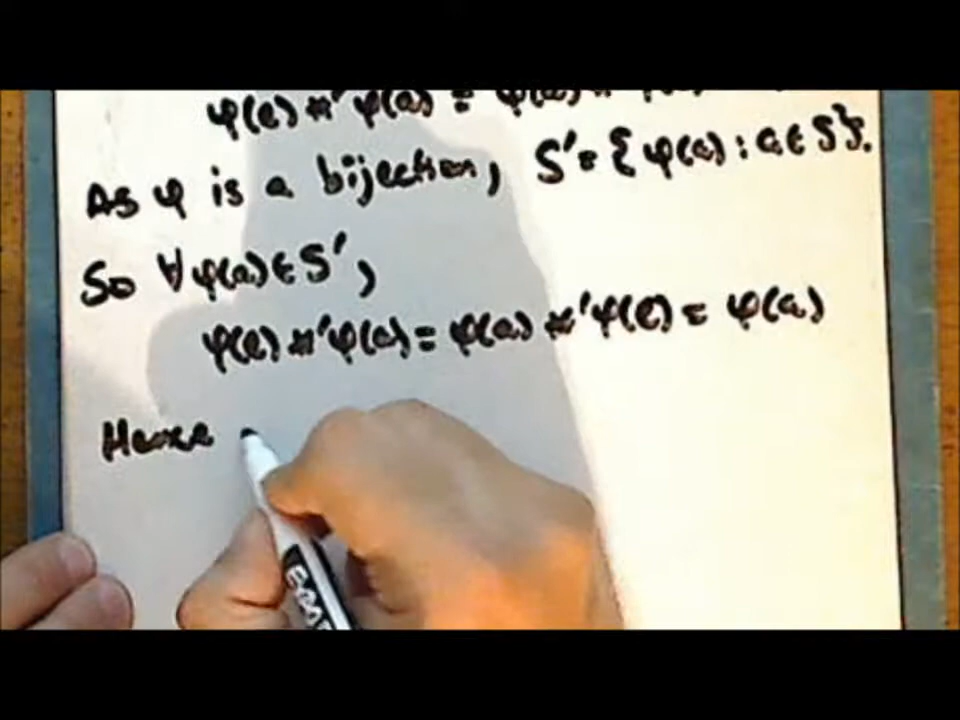 φ(e) *' φ(a) = φ(a) *
As φ is a bijection, S' = {φ(a) : a ∈ S}.
So ∀ φ(a) ∈ S',
φ(e) *' φ(a) = φ(a) *' φ(e) = φ(a)
Hence